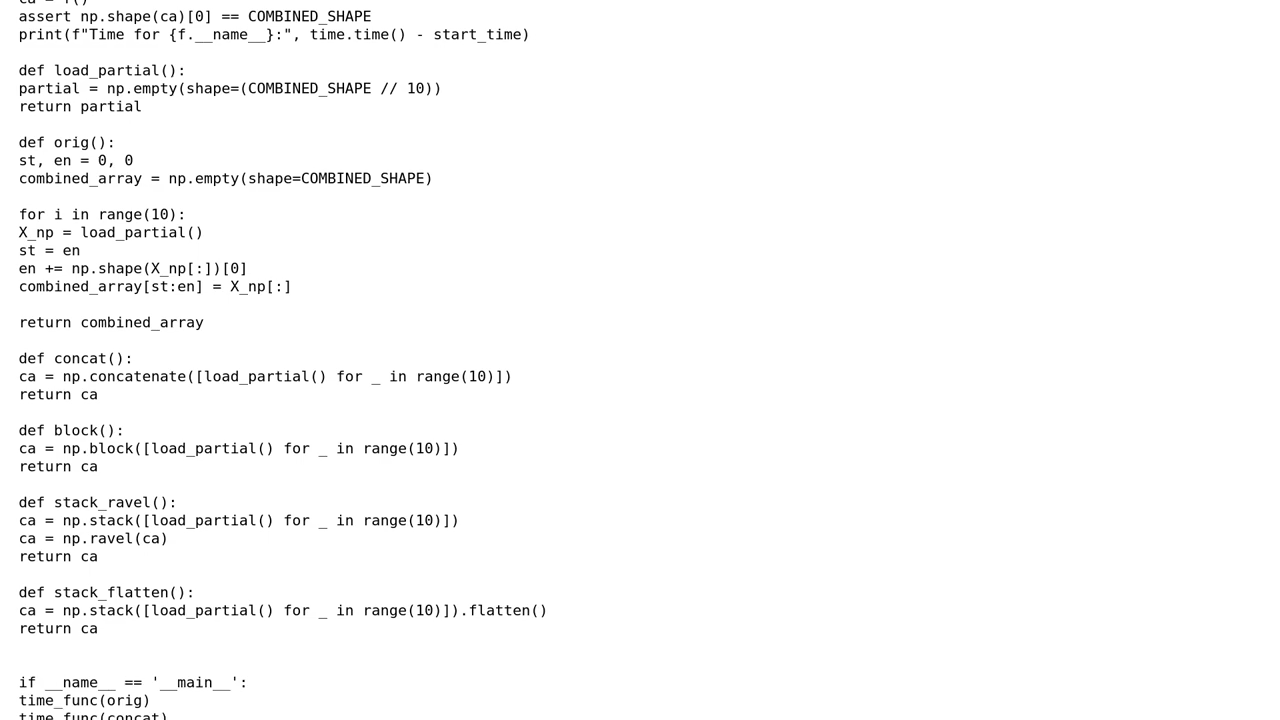 ca = f()
assert np.shape(ca)[0] == COMBINED_SHAPE
print(f"Time for {f.__name__}:", time.time() - start_time)

def load_partial():
partial = np.empty(shape=(COMBINED_SHAPE // 10))
return partial

def orig():
st, en = 0, 0
combined_array = np.empty(shape=COMBINED_SHAPE)

for i in range(10):
X_np = load_partial()
st = en
en += np.shape(X_np[:])[0]
combined_array[st:en] = X_np[:]

return combined_array

def concat():
ca = np.concatenate([load_partial() for _ in range(10)])
return ca

def block():
ca = np.block([load_partial() for _ in range(10)])
return ca

def stack_ravel():
ca = np.stack([load_partial() for _ in range(10)])
ca = np.ravel(ca)
return ca

def stack_flatten():
ca = np.stack([load_partial() for _ in range(10)]).flatten()
return ca


if __name__ == '__main__':
time_func(orig)
time_func(concat)